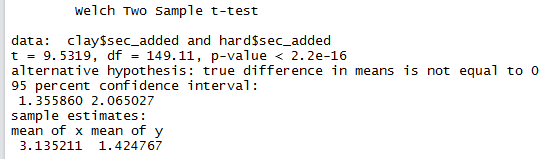 Welch Two Sample t-test
data:  clay$sec_added and hard$sec_added
t = 9.5319, df = 149.11, p-value < 2.2e-16
alternative hypothesis: true difference in means is not equal to 0
95 percent confidence interval:
1.355860 2.065027
sample estimates:
mean of x mean of y
3.135211  1.424767